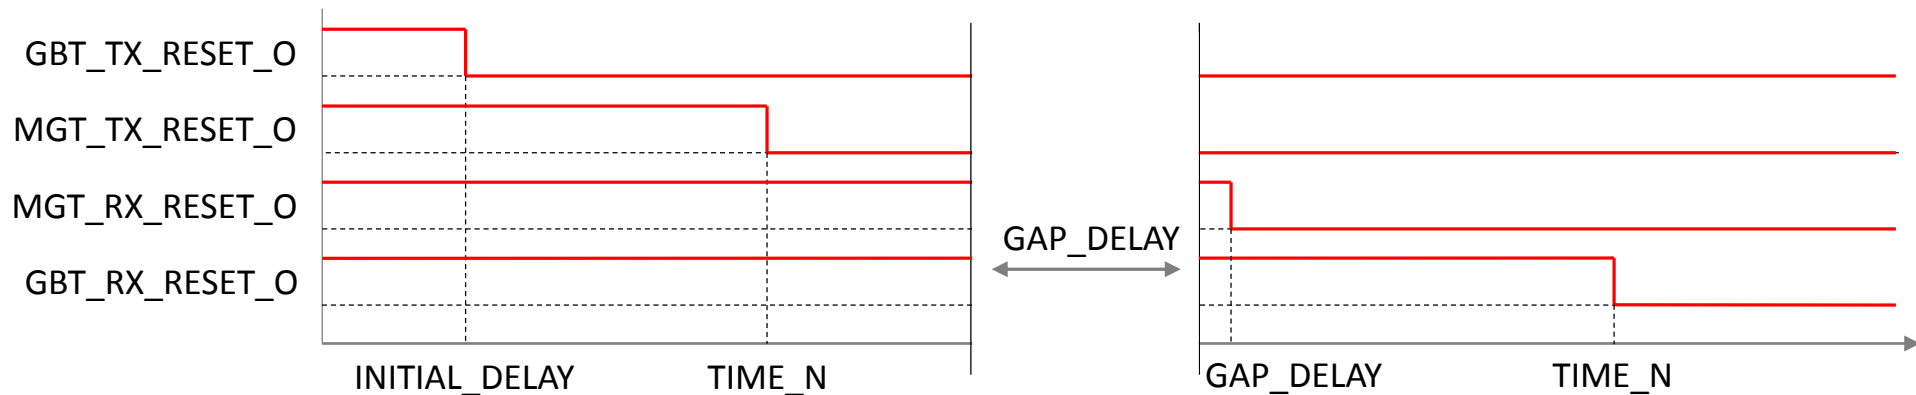 GBT_TX_RESET_O
MGT_TX_RESET_O
MGT_RX_RESET_O
GBT_RX_RESET_O
GAP_DELAY
INITIAL_DELAY
TIME_N
GAP_DELAY
TIME_N